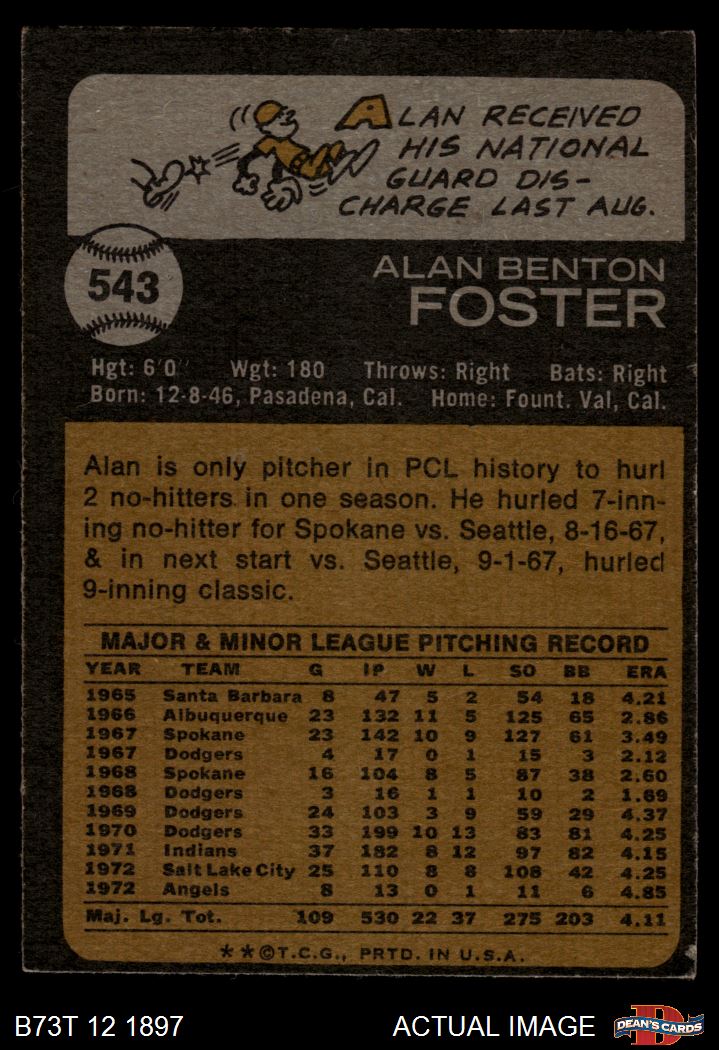 ALAN RECEIVED
HIS NATIONAL
GUARD DIS-
CHARGE LAST AUG.
543
ALAN BENTON
FOSTER
Hgt: 6'0" Wgt: 180 Throws: Right Bats: Right
Born: 12-8-46, Pasadena, Cal. Home: Fount. Val, Cal.
Alan is only pitcher in PCL history to hurl
2 no-hitters in one season. He hurled 7-inn-
ing no-hitter for Spokane vs. Seattle, 8-16-67,
& in next start vs. Seattle, 9-1-67, hurled
9-inning classic.
MAJOR & MINOR LEAGUE PITCHING RECORD
YEAR TEAM G IP W L SO BB ERA
1965 Santa Barbara 8 47 5 2 54 18 4.21
1966 Albuquerque 23 132 11 5 125 65 2.86
1967 Spokane 23 142 10 9 127 61 3.49
1967 Dodgers 4 17 0 1 15 3 2.12
1968 Spokane 16 104 8 5 87 38 2.60
1968 Dodgers 3 16 1 1 10 2 1.69
1969 Dodgers 24 103 3 9 59 29 4.37
1970 Dodgers 33 199 10 13 83 81 4.25
1971 Indians 37 182 8 12 97 82 4.15
1972 Salt Lake City 25 110 8 8 108 42 4.25
1972 Angels 8 13 0 1 11 6 4.85
Maj. Lg. Tot. 109 530 22 37 275 203 4.11
**©T.C.G., PRTD. IN U.S.A.
B73T 12 1897 ACTUAL IMAGE DEAN'S CARDS